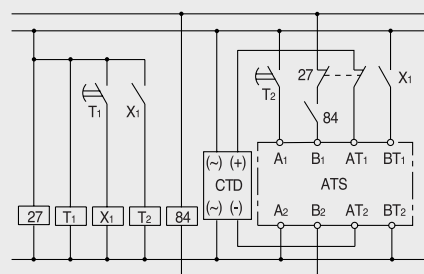 27
T₂
X₁
T₁
X₁
84
(~) (+)
CTD
(~) (-)
A₁ B₁ AT₁ BT₁
ATS
A₂ B₂ AT₂ BT₂
27 T₁ X₁ T₂ 84